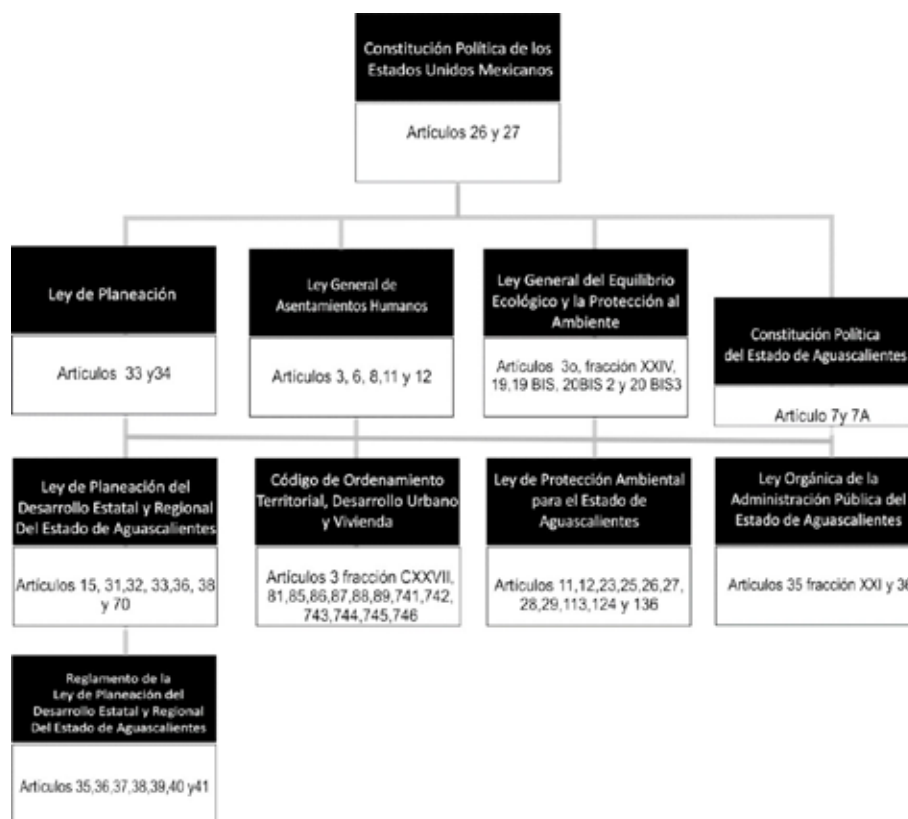 Constitución Política de los
Estados Unidos Mexicanos
Artículos 26 y 27
Ley de Planeación
Artículos 33 y34
Ley General de
Asentamientos Humanos
Artículos 3, 6, 8,11 y 12
Ley General del Equilibrio
Ecológico y la Protección al
Ambiente
Artículos 3o, fracción XXIV,
19,19 BIS, 20BIS 2 y 20 BIS3
Constitución Política
del Estado de Aguascalientes
Artículo 7y 7A
Ley de Planeación del
Desarrollo Estatal y Regional
Del Estado de Aguascalientes
Artículos 15, 31,32, 33,36, 38
y 70
Código de Ordenamiento
Territorial, Desarrollo Urbano
y Vivienda
Artículos 3 fracción CXXVII,
81,85,86,87,88,89,741,742,
743,744,745,746
Ley de Protección Ambiental
para el Estado de
Aguascalientes
Artículos 11,12,23,25,26,27,
28,29,113,124 y 136
Ley Orgánica de la
Administración Pública del
Estado de Aguascalientes
Artículos 35 fracción XXI y 36
Reglamento de la
Ley de Planeación del
Desarrollo Estatal y Regional
Del Estado de Aguascalientes
Artículos 35,36,37,38,39,40 y41